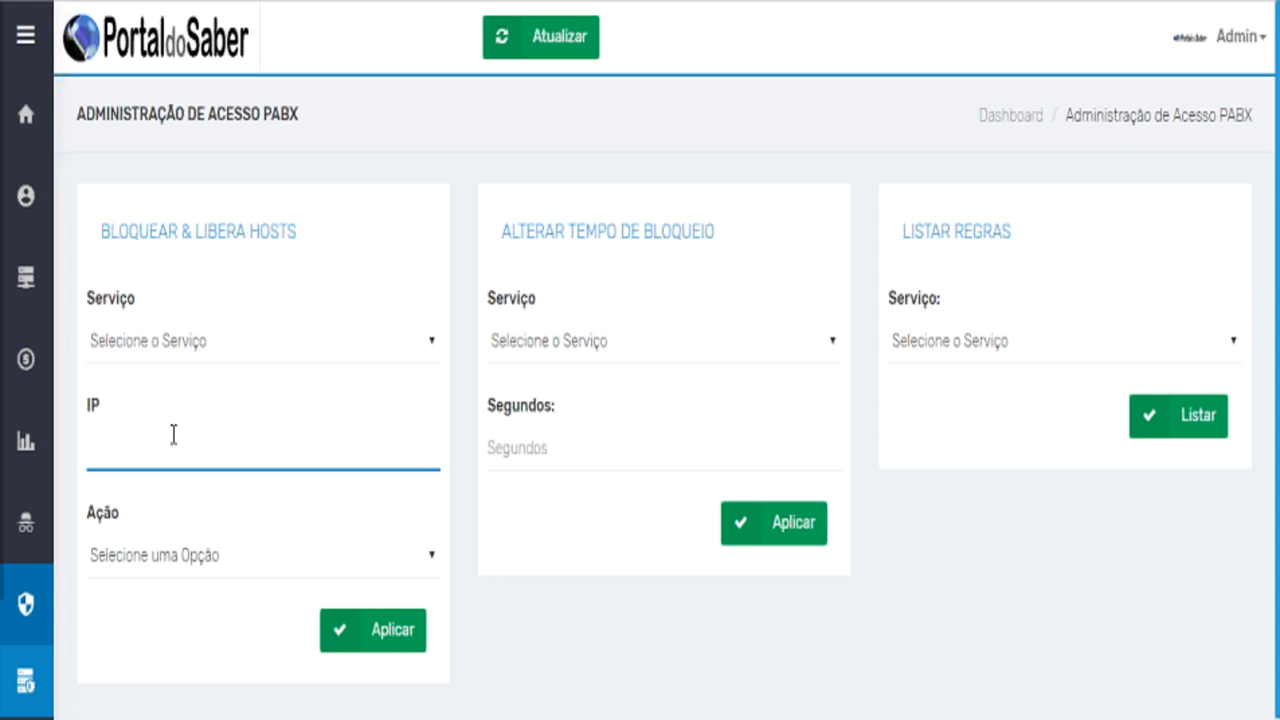 PortaldoSaber
Atualizar
Admin
ADMINISTRAÇÃO DE ACESSO PABX
Dashboard / Administração de Acesso PABX
BLOQUEAR & LIBERA HOSTS
Serviço
Selecione o Serviço
IP
Ação
Selecione uma Opção
Aplicar
ALTERAR TEMPO DE BLOQUEIO
Serviço
Selecione o Serviço
Segundos:
Segundos
Aplicar
LISTAR REGRAS
Serviço:
Selecione o Serviço
Listar